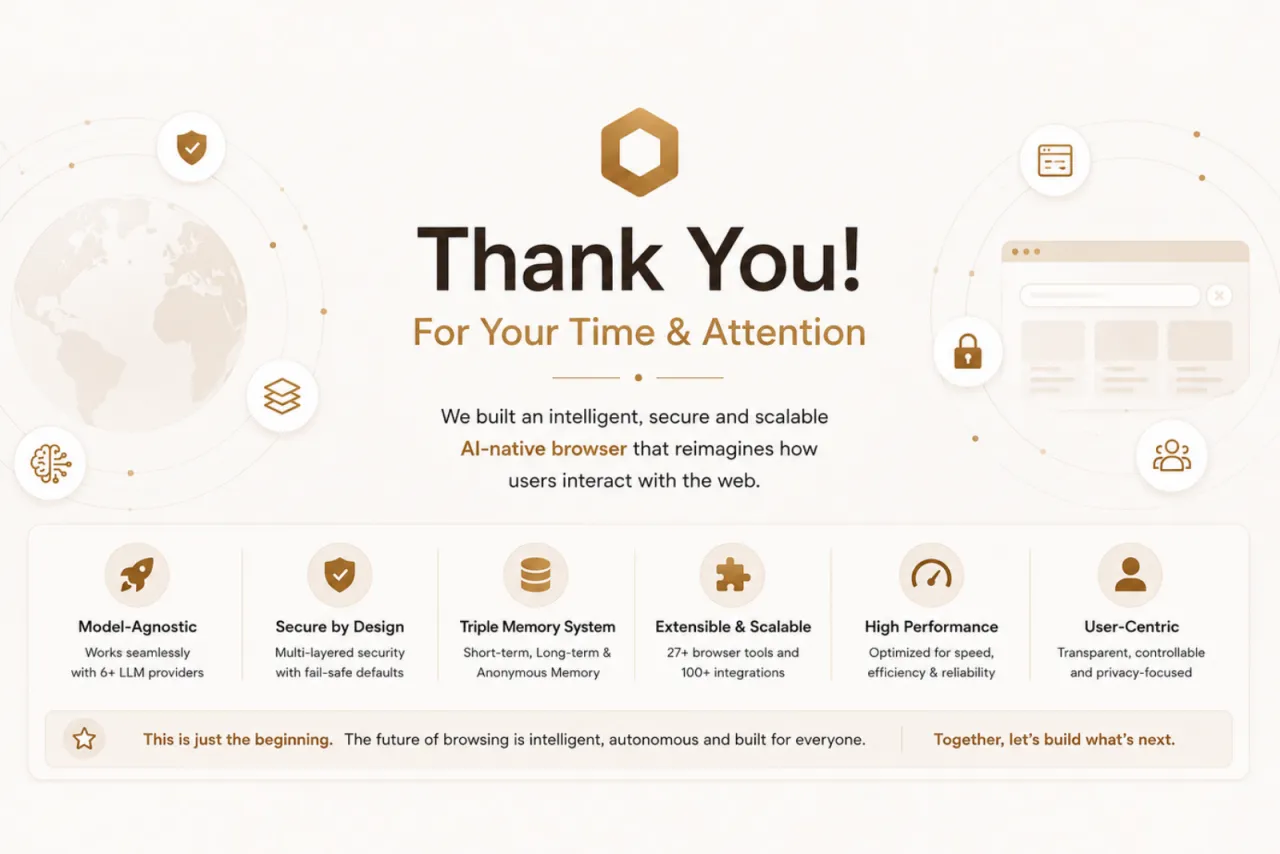 Thank You!
For Your Time & Attention
We built an intelligent, secure and scalable
AI-native browser that reimagines how
users interact with the web.
Model-Agnostic
Works seamlessly
with 6+ LLM providers
Secure by Design
Multi-layered security
with fail-safe defaults
Triple Memory System
Short-term, Long-term &
Anonymous Memory
Extensible & Scalable
27+ browser tools and
100+ integrations
High Performance
Optimized for speed,
efficiency & reliability
User-Centric
Transparent, controllable
and privacy-focused
This is just the beginning. The future of browsing is intelligent, autonomous and built for everyone.
Together, let’s build what’s next.